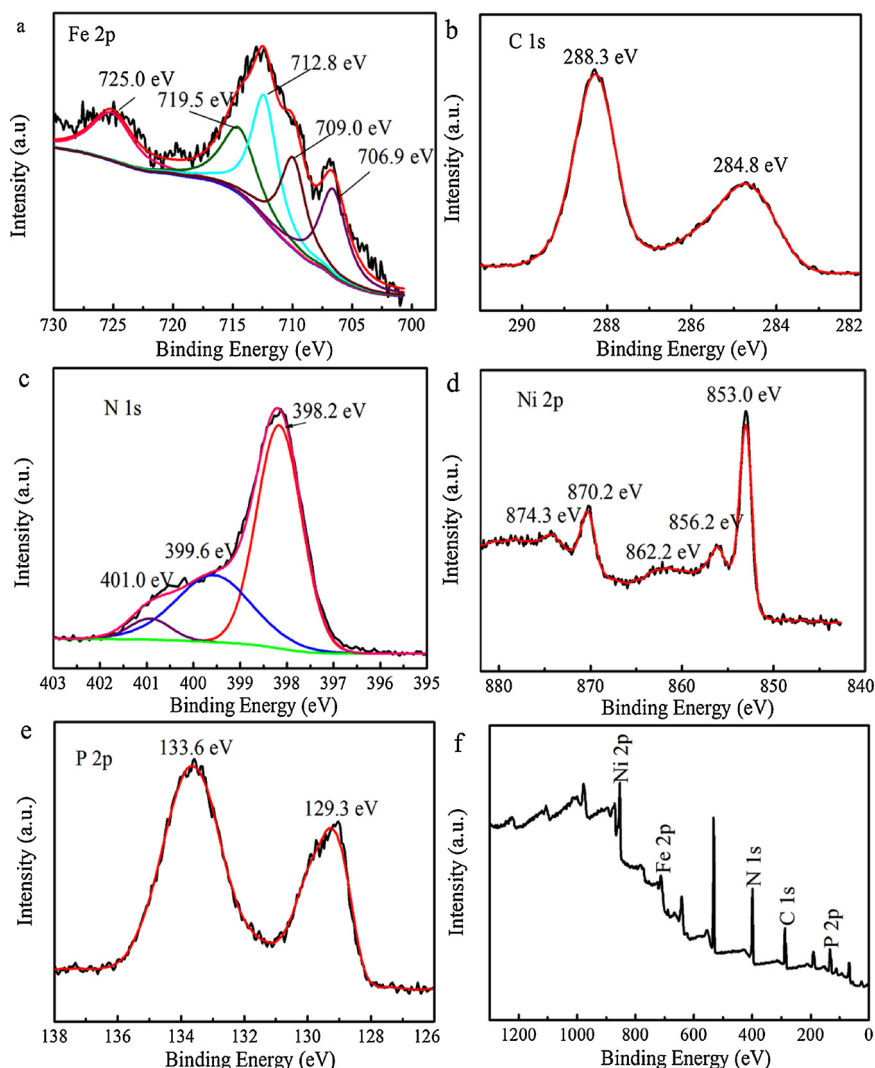 a
Fe 2p
725.0 eV
719.5 eV
712.8 eV
709.0 eV
706.9 eV
Intensity (a.u)
730 725 720 715 710 705 700
Binding Energy (eV)
b
C 1s
288.3 eV
284.8 eV
Intensity (a.u.)
290 288 286 284 282
Binding Energy (eV)
c
N 1s
398.2 eV
399.6 eV
401.0 eV
Intensity (a.u.)
403 402 401 400 399 398 397 396 395
Binding Energy (eV)
d
Ni 2p
853.0 eV
870.2 eV
874.3 eV
856.2 eV
862.2 eV
Intensity (a.u.)
880 870 860 850 840
Binding Energy (eV)
e
P 2p
133.6 eV
129.3 eV
Intensity (a.u.)
138 136 134 132 130 128 126
Binding Energy (eV)
f
Ni 2p
Fe 2p
N 1s
C 1s
P 2p
Intensity (a.u.)
1200 1000 800 600 400 200 0
Binding Energy (eV)